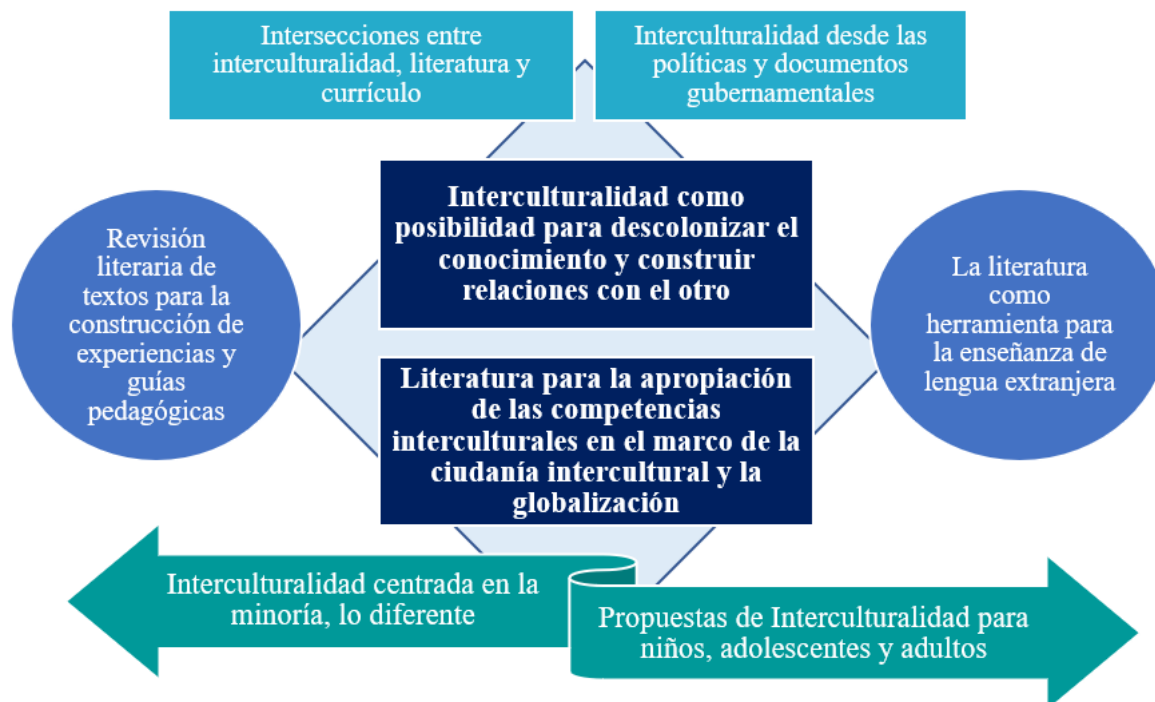 Intersecciones entre
interculturalidad, literatura y
currículo
Interculturalidad desde las
políticas y documentos
gubernamentales
Interculturalidad como
posibilidad para descolonizar el
conocimiento y construir
relaciones con el otro
Revisión
literaria de
textos para la
construcción de
experiencias y
guías
pedagógicas
La literatura
como
herramienta para
la enseñanza de
lengua extranjera
Literatura para la apropiación
de las competencias
interculturales en el marco de la
ciudanía intercultural y la
globalización
Interculturalidad centrada en la
minoría, lo diferente
Propuestas de Interculturalidad para
niños, adolescentes y adultos